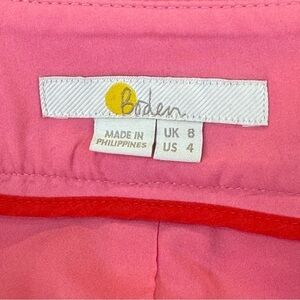 Boden
MADE IN
PHILIPPINES
UK 8
US 4